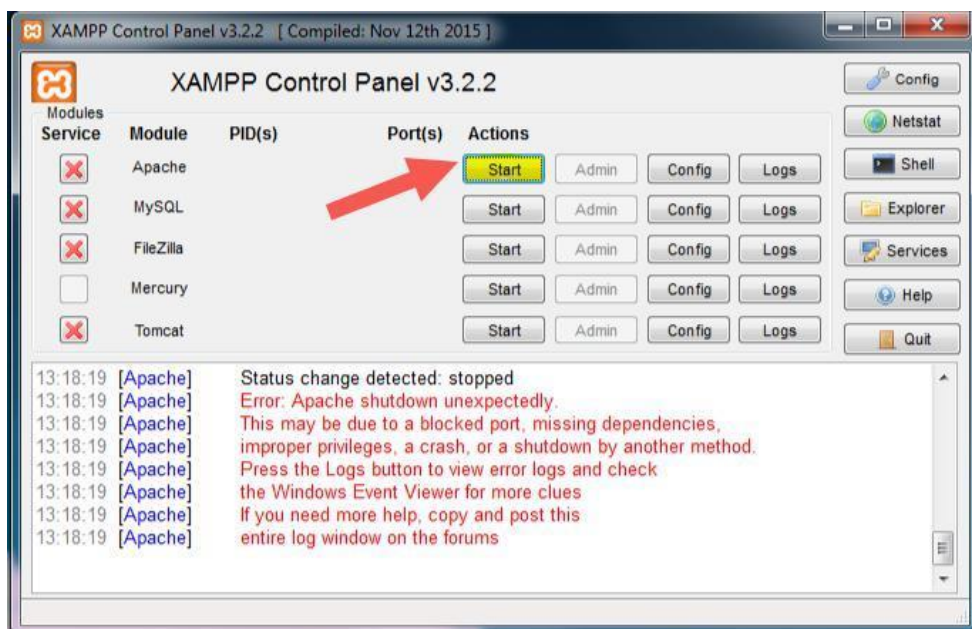 XAMPP Control Panel v3.2.2 [ Compiled: Nov 12th 2015 ]
XAMPP Control Panel v3.2.2
Config
Modules
Netstat
Service Module PID(s) Port(s) Actions
Apache Start Admin Config Logs
Shell
MySQL Start Admin Config Logs
Explorer
FileZilla Start Admin Config Logs
Services
Mercury Start Admin Config Logs
Help
Tomcat Start Admin Config Logs
Quit
13:18:19 [Apache] Status change detected: stopped
13:18:19 [Apache] Error: Apache shutdown unexpectedly.
13:18:19 [Apache] This may be due to a blocked port, missing dependencies,
13:18:19 [Apache] improper privileges, a crash, or a shutdown by another method.
13:18:19 [Apache] Press the Logs button to view error logs and check
13:18:19 [Apache] the Windows Event Viewer for more clues
13:18:19 [Apache] If you need more help, copy and post this
13:18:19 [Apache] entire log window on the forums